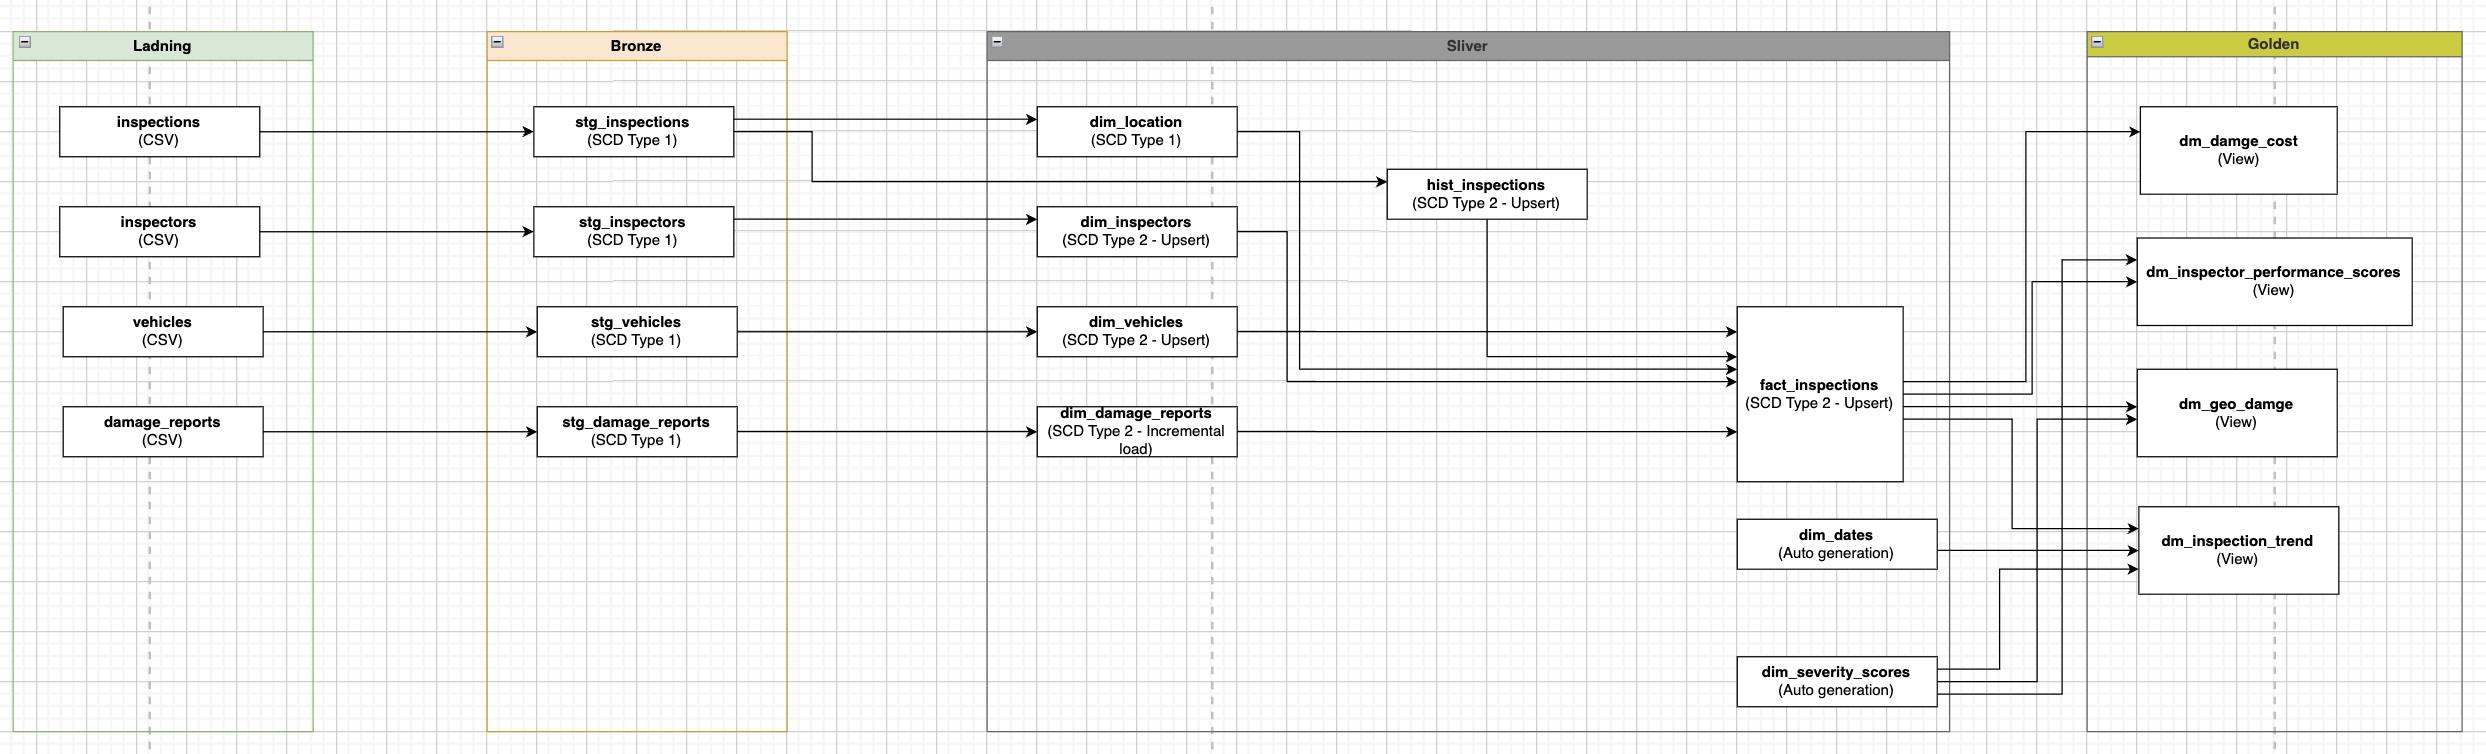 Ladning
inspections
(CSV)
inspectors
(CSV)
vehicles
(CSV)
damage_reports
(CSV)
Bronze
stg_inspections
(SCD Type 1)
stg_inspectors
(SCD Type 1)
stg_vehicles
(SCD Type 1)
stg_damage_reports
(SCD Type 1)
Sliver
dim_location
(SCD Type 1)
dim_inspectors
(SCD Type 2 - Upsert)
dim_vehicles
(SCD Type 2 - Upsert)
dim_damage_reports
(SCD Type 2 - Incremental
load)
hist_inspections
(SCD Type 2 - Upsert)
fact_inspections
(SCD Type 2 - Upsert)
dim_dates
(Auto generation)
dim_severity_scores
(Auto generation)
Golden
dm_damge_cost
(View)
dm_inspector_performance_scores
(View)
dm_geo_damge
(View)
dm_inspection_trend
(View)